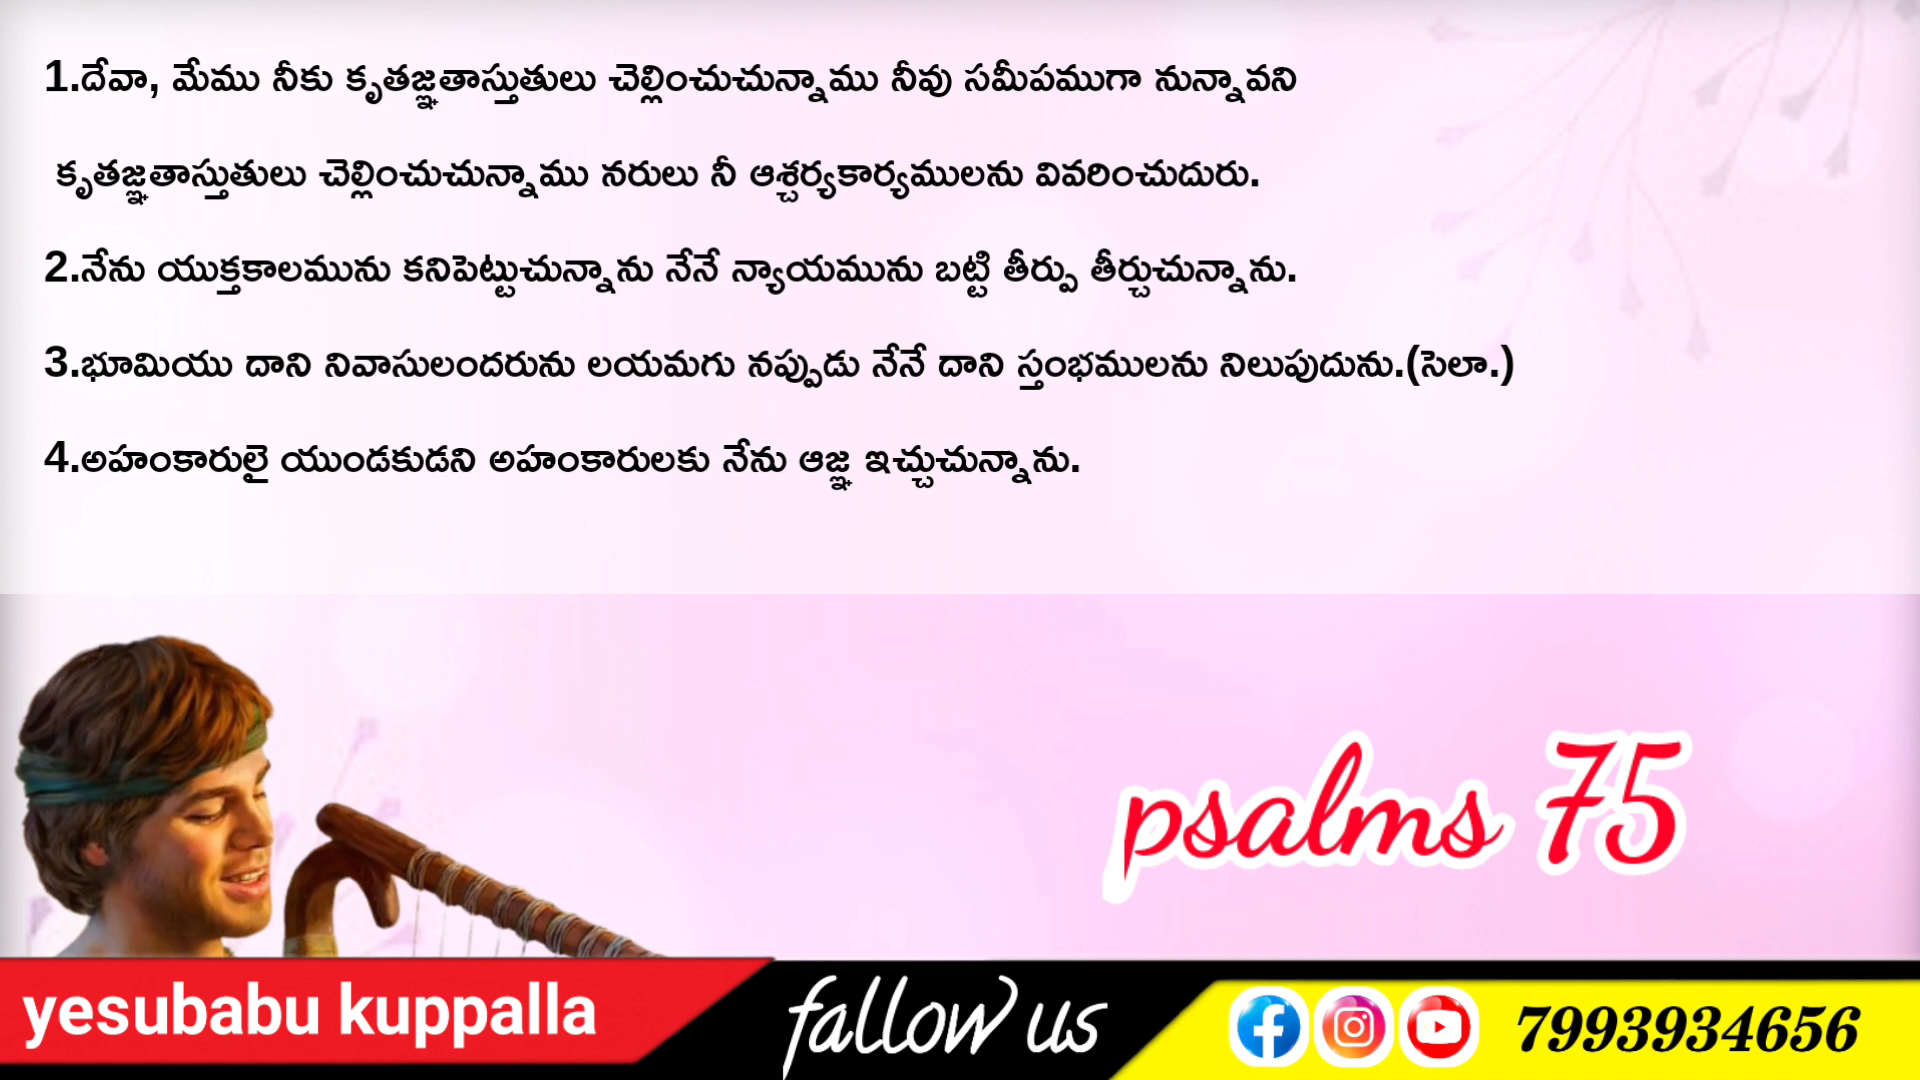 1.దేవా, మేము నీకు కృతజ్ఞతాస్తుతులు చెల్లించుచున్నాము నీవు సమీపముగా నున్నావని
కృతజ్ఞతాస్తుతులు చెల్లించుచున్నాము నరులు నీ ఆశ్చర్యకార్యములను వివరించుదురు.
2.నేను యుక్తకాలమును కనిపెట్టుచున్నాను నేనే న్యాయమును బట్టి తీర్పు తీర్చుచున్నాను.
3.భూమియు దాని నివాసులందరును లయమగు నప్పుడు నేనే దాని స్తంభములను నిలుపుదును.(సెలా.)
4.అహంకారులై యుండకుడని అహంకారులకు నేను ఆజ్ఞ ఇచ్చుచున్నాను.
psalms 75
yesubabu kuppalla
fallow us
7993934656